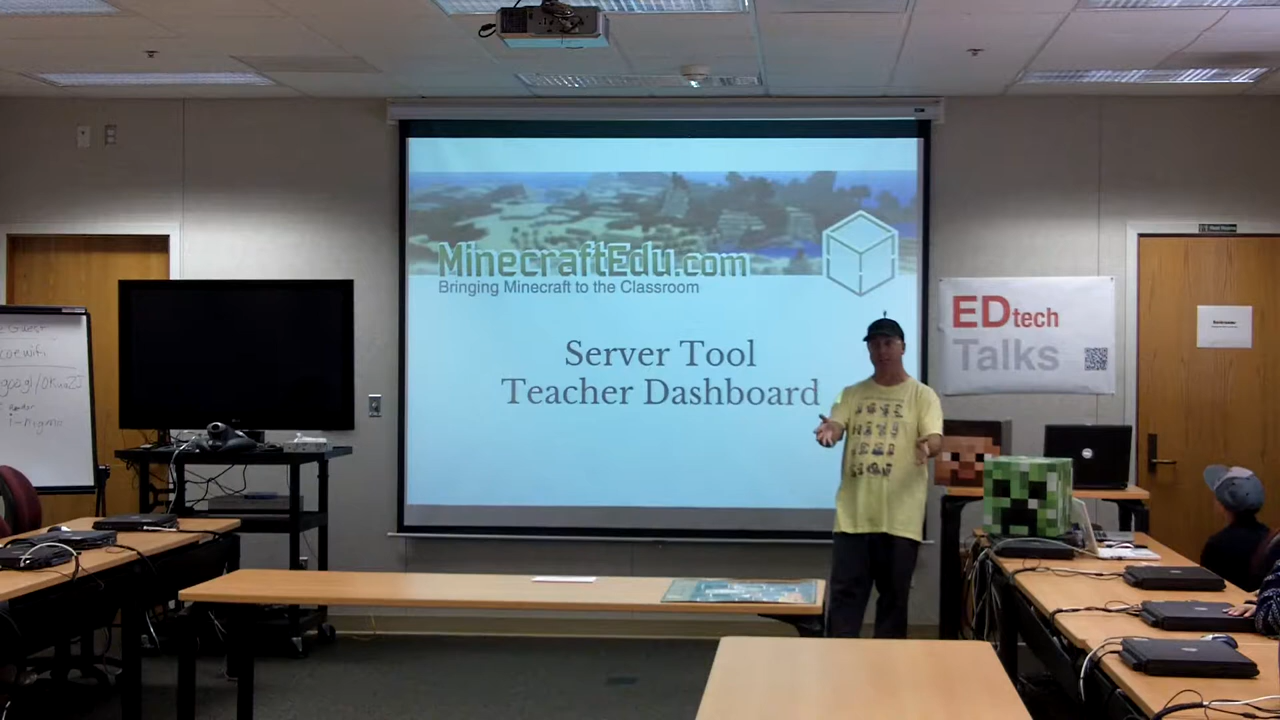 MinecraftEdu.com
Bringing Minecraft to the Classroom
Server Tool
Teacher Dashboard
EDtech
Talks